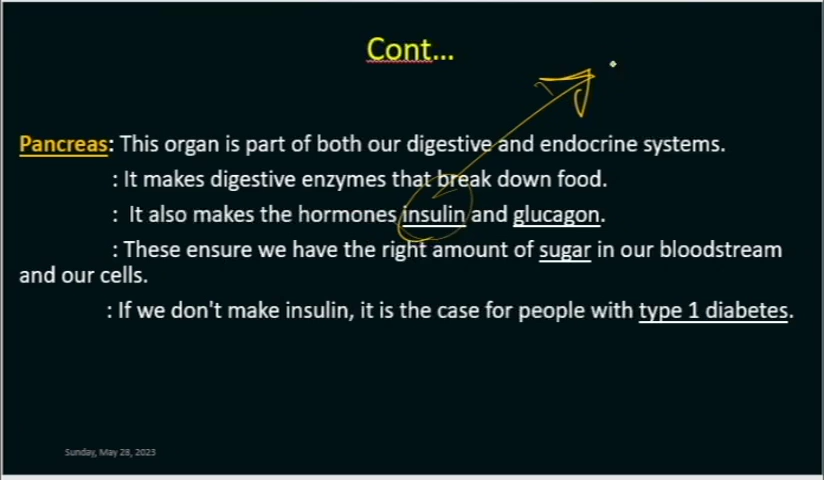 Cont...
Pancreas: This organ is part of both our digestive and endocrine systems.
: It makes digestive enzymes that break down food.
: It also makes the hormones insulin and glucagon.
: These ensure we have the right amount of sugar in our bloodstream
and our cells.
: If we don't make insulin, it is the case for people with type 1 diabetes.
Sunday, May 28, 2023